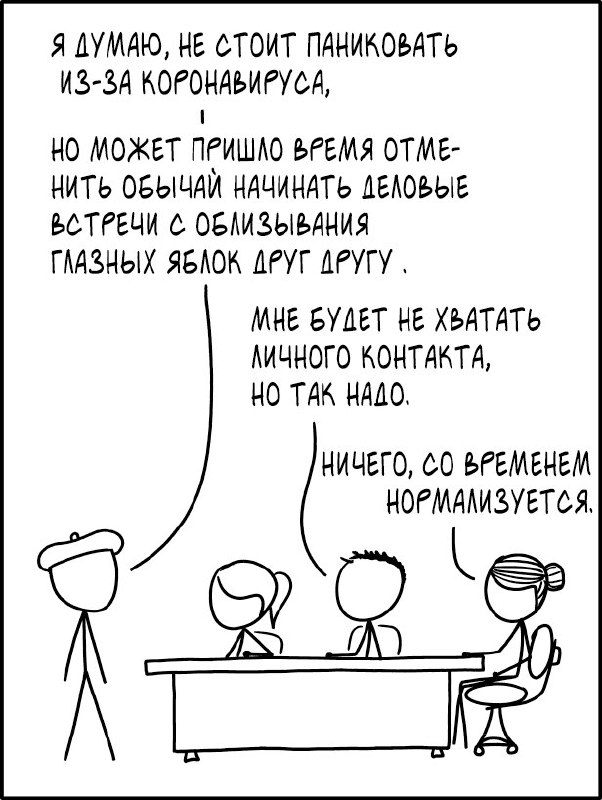 Я ДУМАЮ, НЕ СТОИТ ПАНИКОВАТЬ
ИЗ-ЗА КОРОНАВИРУСА,
НО МОЖЕТ ПРИШЛО ВРЕМЯ ОТМЕ-
НИТЬ ОБЫЧАЙ НАЧИНАТЬ ДЕЛОВЫЕ
ВСТРЕЧИ С ОБЛИЗЫВАНИЯ
ГЛАЗНЫХ ЯБЛОК ДРУГ ДРУГУ .
МНЕ БУДЕТ НЕ ХВАТАТЬ
ЛИЧНОГО КОНТАКТА,
НО ТАК НАДО.
НИЧЕГО, СО ВРЕМЕНЕМ
НОРМАЛИЗУЕТСЯ.